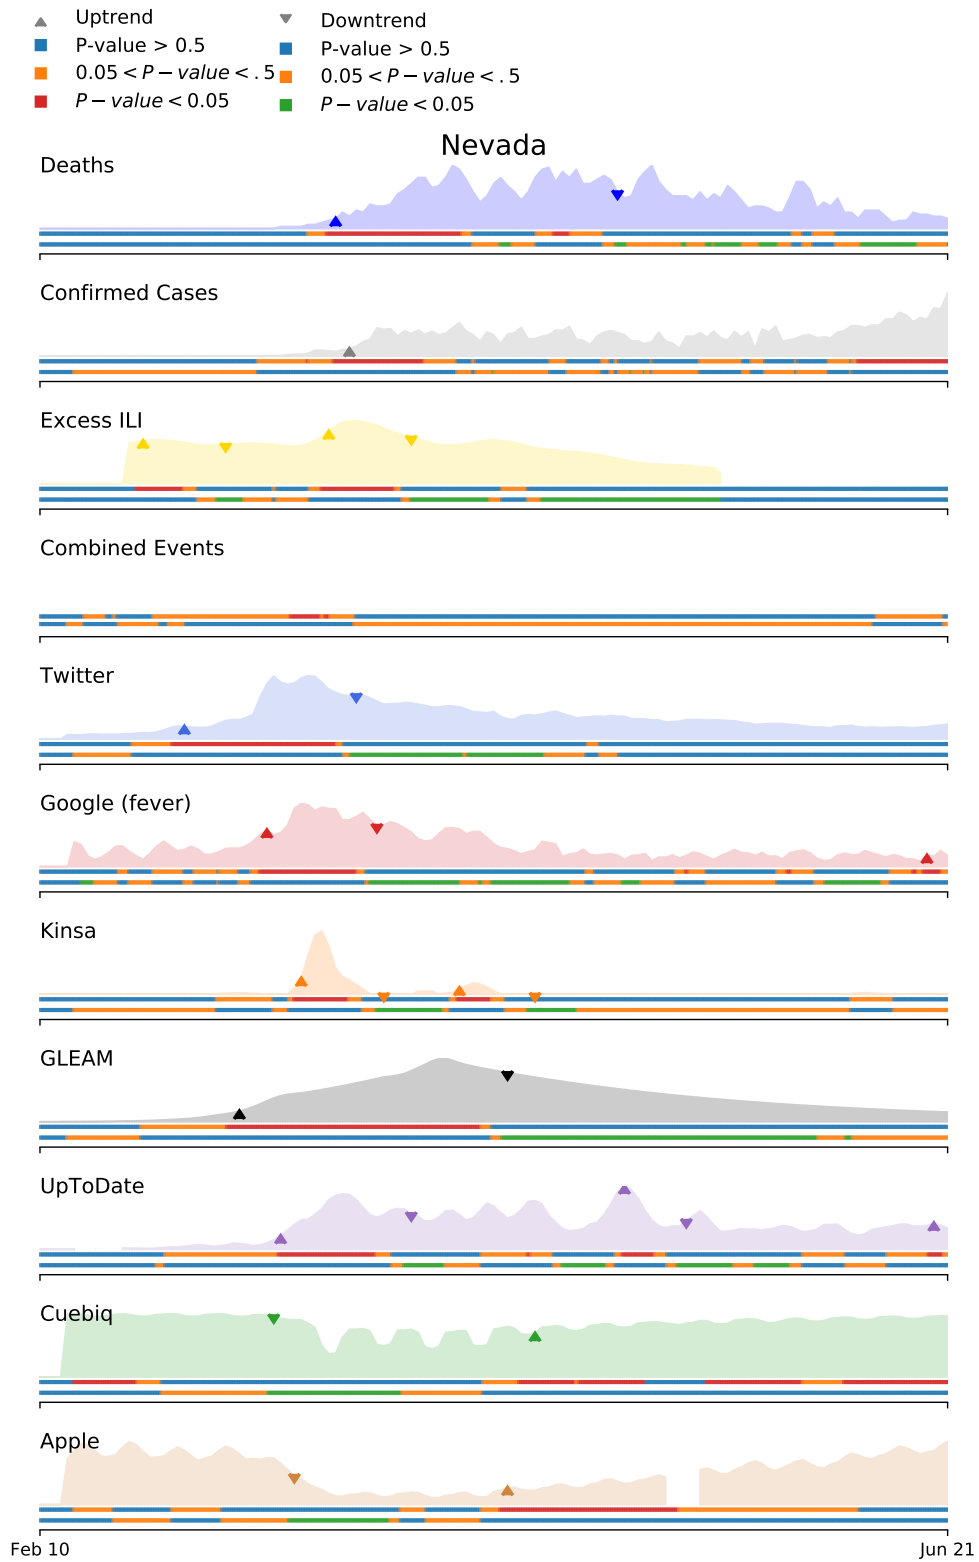 Uptrend
P-value > 0.5
0.05 < P − value < .5
P − value < 0.05
Downtrend
P-value > 0.5
0.05 < P − value < .5
P − value < 0.05
Nevada
Deaths
Confirmed Cases
Excess ILI
Combined Events
Twitter
Google (fever)
Kinsa
GLEAM
UpToDate
Cuebiq
Apple
Feb 10 Jun 21